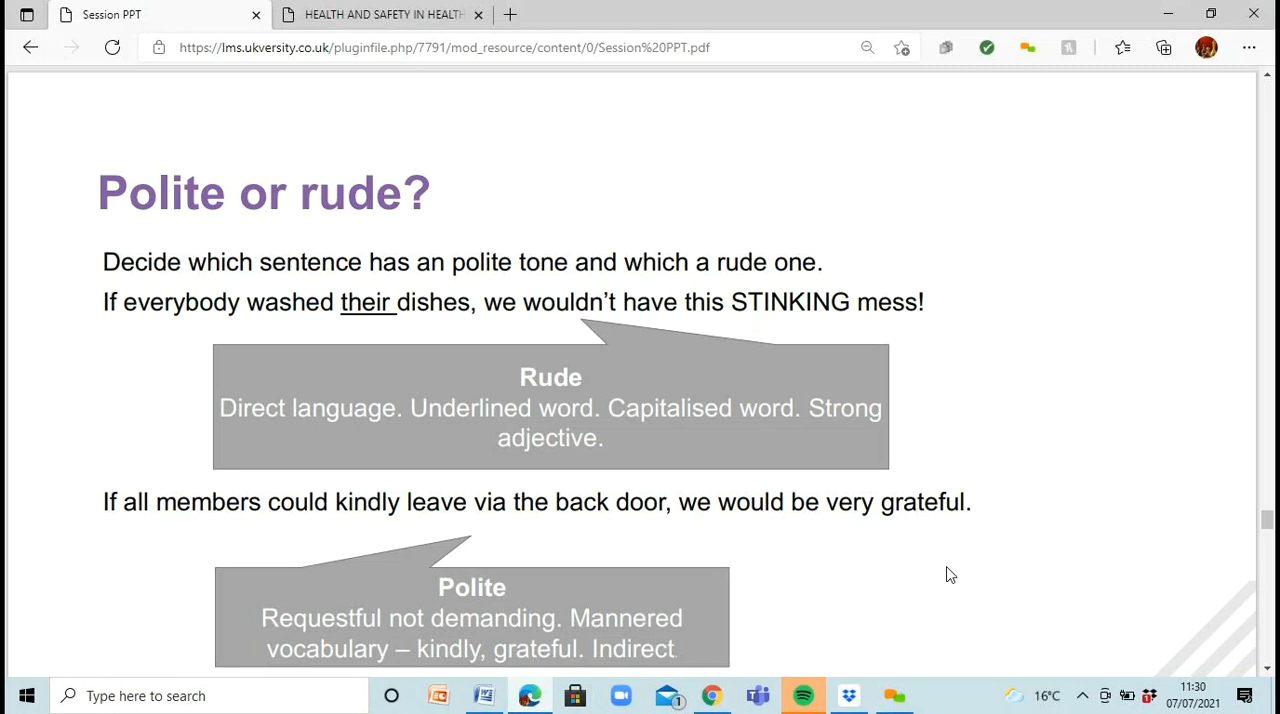 Session PPT
HEALTH AND SAFETY IN HEALTH
https://lms.ukversity.co.uk/pluginfile.php/7791/mod_resource/content/0/Session%20PPT.pdf
Polite or rude?
Decide which sentence has an polite tone and which a rude one.
If everybody washed their dishes, we wouldn't have this STINKING mess!
Rude
Direct language. Underlined word. Capitalised word. Strong
adjective.
If all members could kindly leave via the back door, we would be very grateful.
Polite
Requestful not demanding. Mannered
vocabulary – kindly, grateful. Indirect.
Type here to search
1
16°C
11:30
07/07/2021